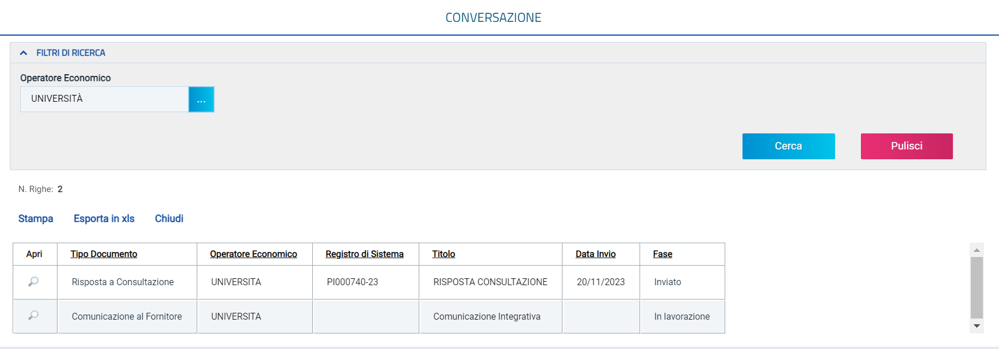 CONVERSAZIONE
FILTRI DI RICERCA
Operatore Economico
UNIVERSITÀ ...
Cerca Pulisci
N. Righe: 2
Stampa Esporta in xls Chiudi
Apri Tipo Documento Operatore Economico Registro di Sistema Titolo Data Invio Fase
Risposta a Consultazione UNIVERSITA PI000740-23 RISPOSTA CONSULTAZIONE 20/11/2023 Inviato
Comunicazione al Fornitore UNIVERSITA Comunicazione Integrativa In lavorazione